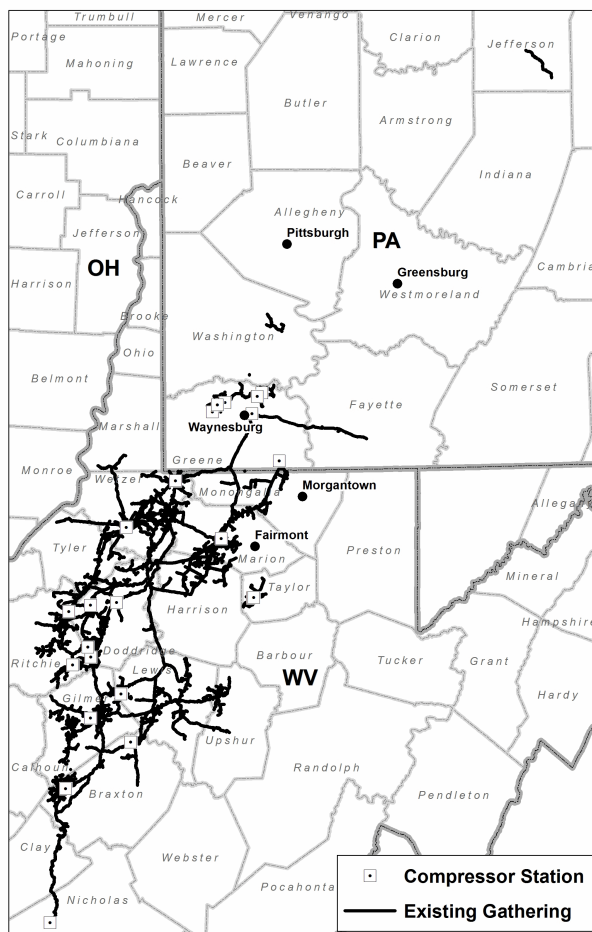 Trumbull
Mercer
Venango
Portage
Clarion
Jefferson
Mahoning
Lawrence
Butler
Armstrong
Stark
Columbiana
Beaver
Indiana
Carroll
Hancock
Allegheny
Jefferson
Pittsburgh
PA
OH
Greensburg
Cambria
Harrison
Westmoreland
Brooke
Washington
Ohio
Belmont
Somerset
Fayette
Marshall
Waynesburg
Greene
Monroe
Wetzel
Monongalia
Morgantown
Fairmont
Tyler
Marion
Preston
Mineral
Taylor
Harrison
Hampshire
Doddridge
Barbour
Ritchie
Lewis
WV
Tucker
Grant
Gilmer
Hardy
Upshur
Calhoun
Randolph
Braxton
Pendleton
Clay
Webster
Nicholas
Pocahonta
Compressor Station
Existing Gathering